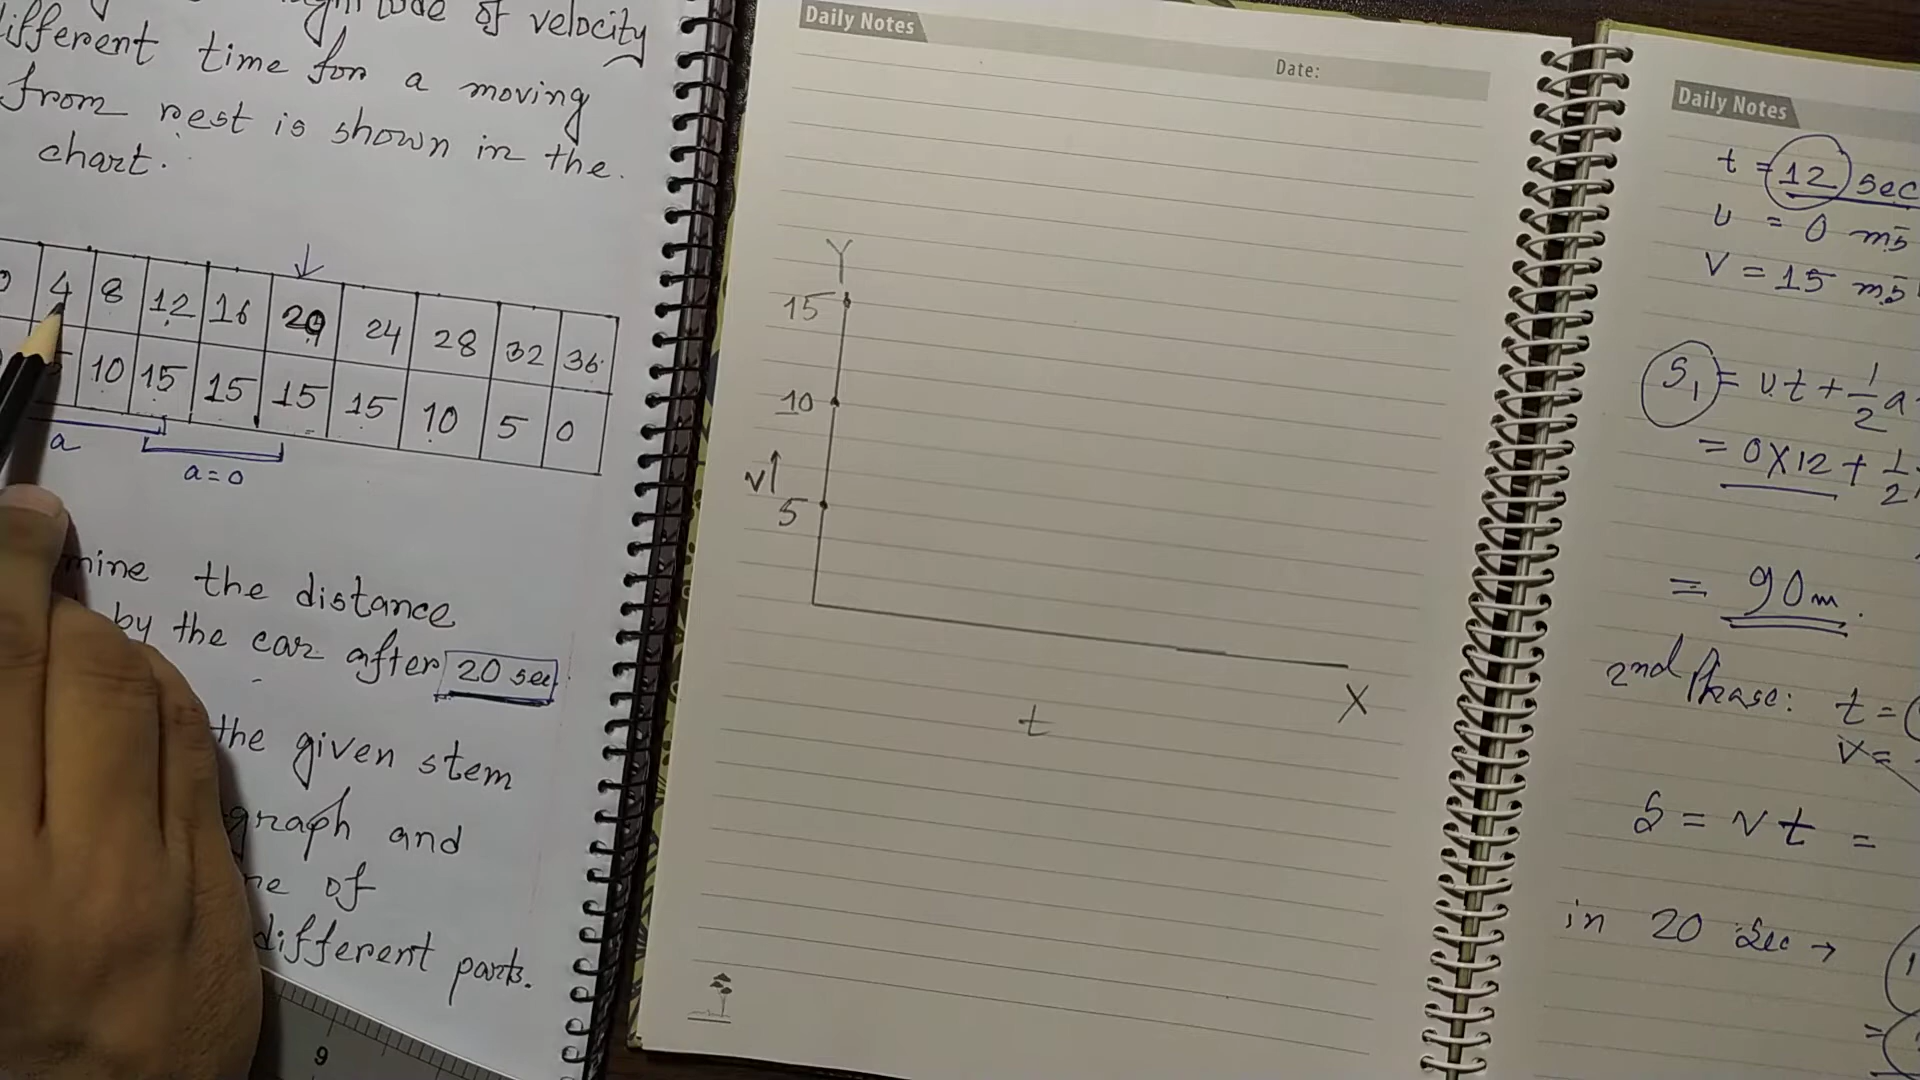 of velocity
different time for a moving
from rest is shown in the.
chart.
4 8 12 16 20 24 28 32 36
5 10 15 15 15 15 10 5 0
a
a = 0
the distance
by the car after 20 sec
the given stem
graph and
of
different parts.
9
Daily Notes
Date:
Y
15
10
v↑
5
X
t
Daily Notes
t = 12 sec
u = 0
V = 15
S₁ = ut + 1/2 a
= 0×12 + 1/2
= 90m.
2nd Phase: t =
v =
S = vt =
in 20 Sec →
=